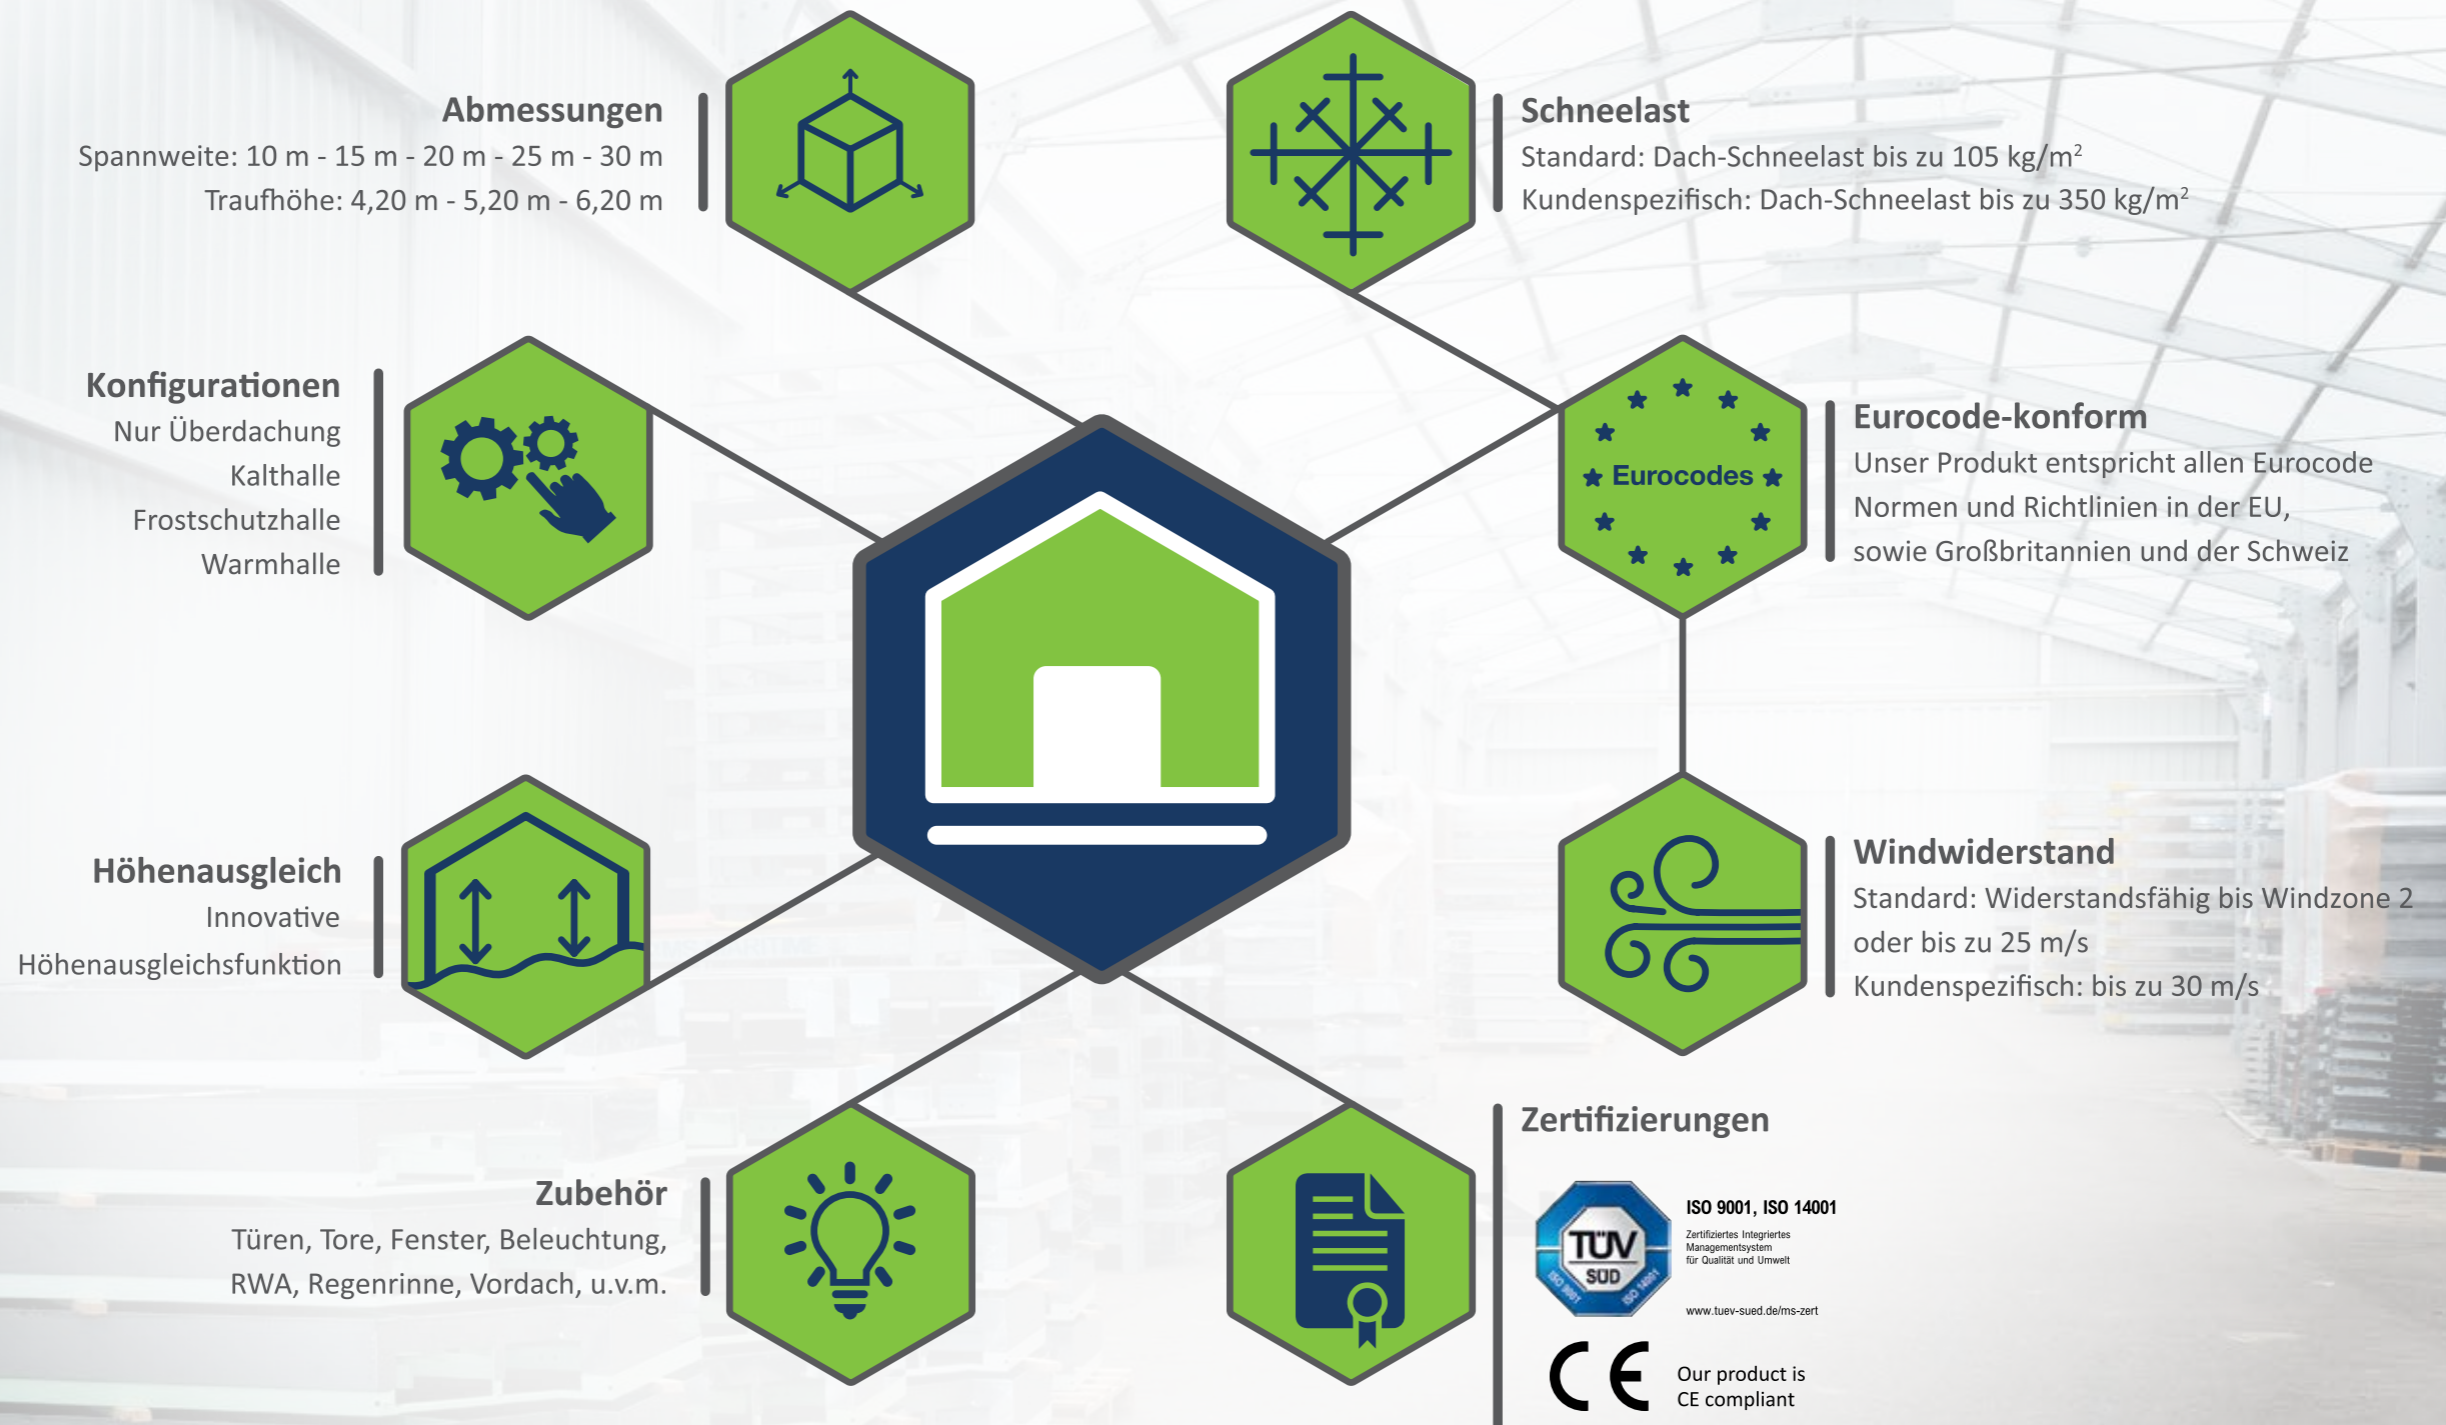 Abmessungen
Spannweite: 10 m - 15 m - 20 m - 25 m - 30 m
Traufhöhe: 4,20 m - 5,20 m - 6,20 m
Schneelast
Standard: Dach-Schneelast bis zu 105 kg/m²
Kundenspezifisch: Dach-Schneelast bis zu 350 kg/m²
Konfigurationen
Nur Überdachung
Kalthalle
Frostschutzhalle
Warmhalle
Eurocodes
Eurocode-konform
Unser Produkt entspricht allen Eurocode
Normen und Richtlinien in der EU,
sowie Großbritannien und der Schweiz
Höhenausgleich
Innovative
Höhenausgleichsfunktion
Windwiderstand
Standard: Widerstandsfähig bis Windzone 2
oder bis zu 25 m/s
Kundenspezifisch: bis zu 30 m/s
Zubehör
Türen, Tore, Fenster, Beleuchtung,
RWA, Regenrinne, Vordach, u.v.m.
Zertifizierungen
TÜV
SÜD
ISO 9001
ISO 14001
ISO 9001, ISO 14001
Zertifiziertes Integriertes
Managementsystem
für Qualität und Umwelt
www.tuev-sued.de/ms-zert
CE
Our product is
CE compliant